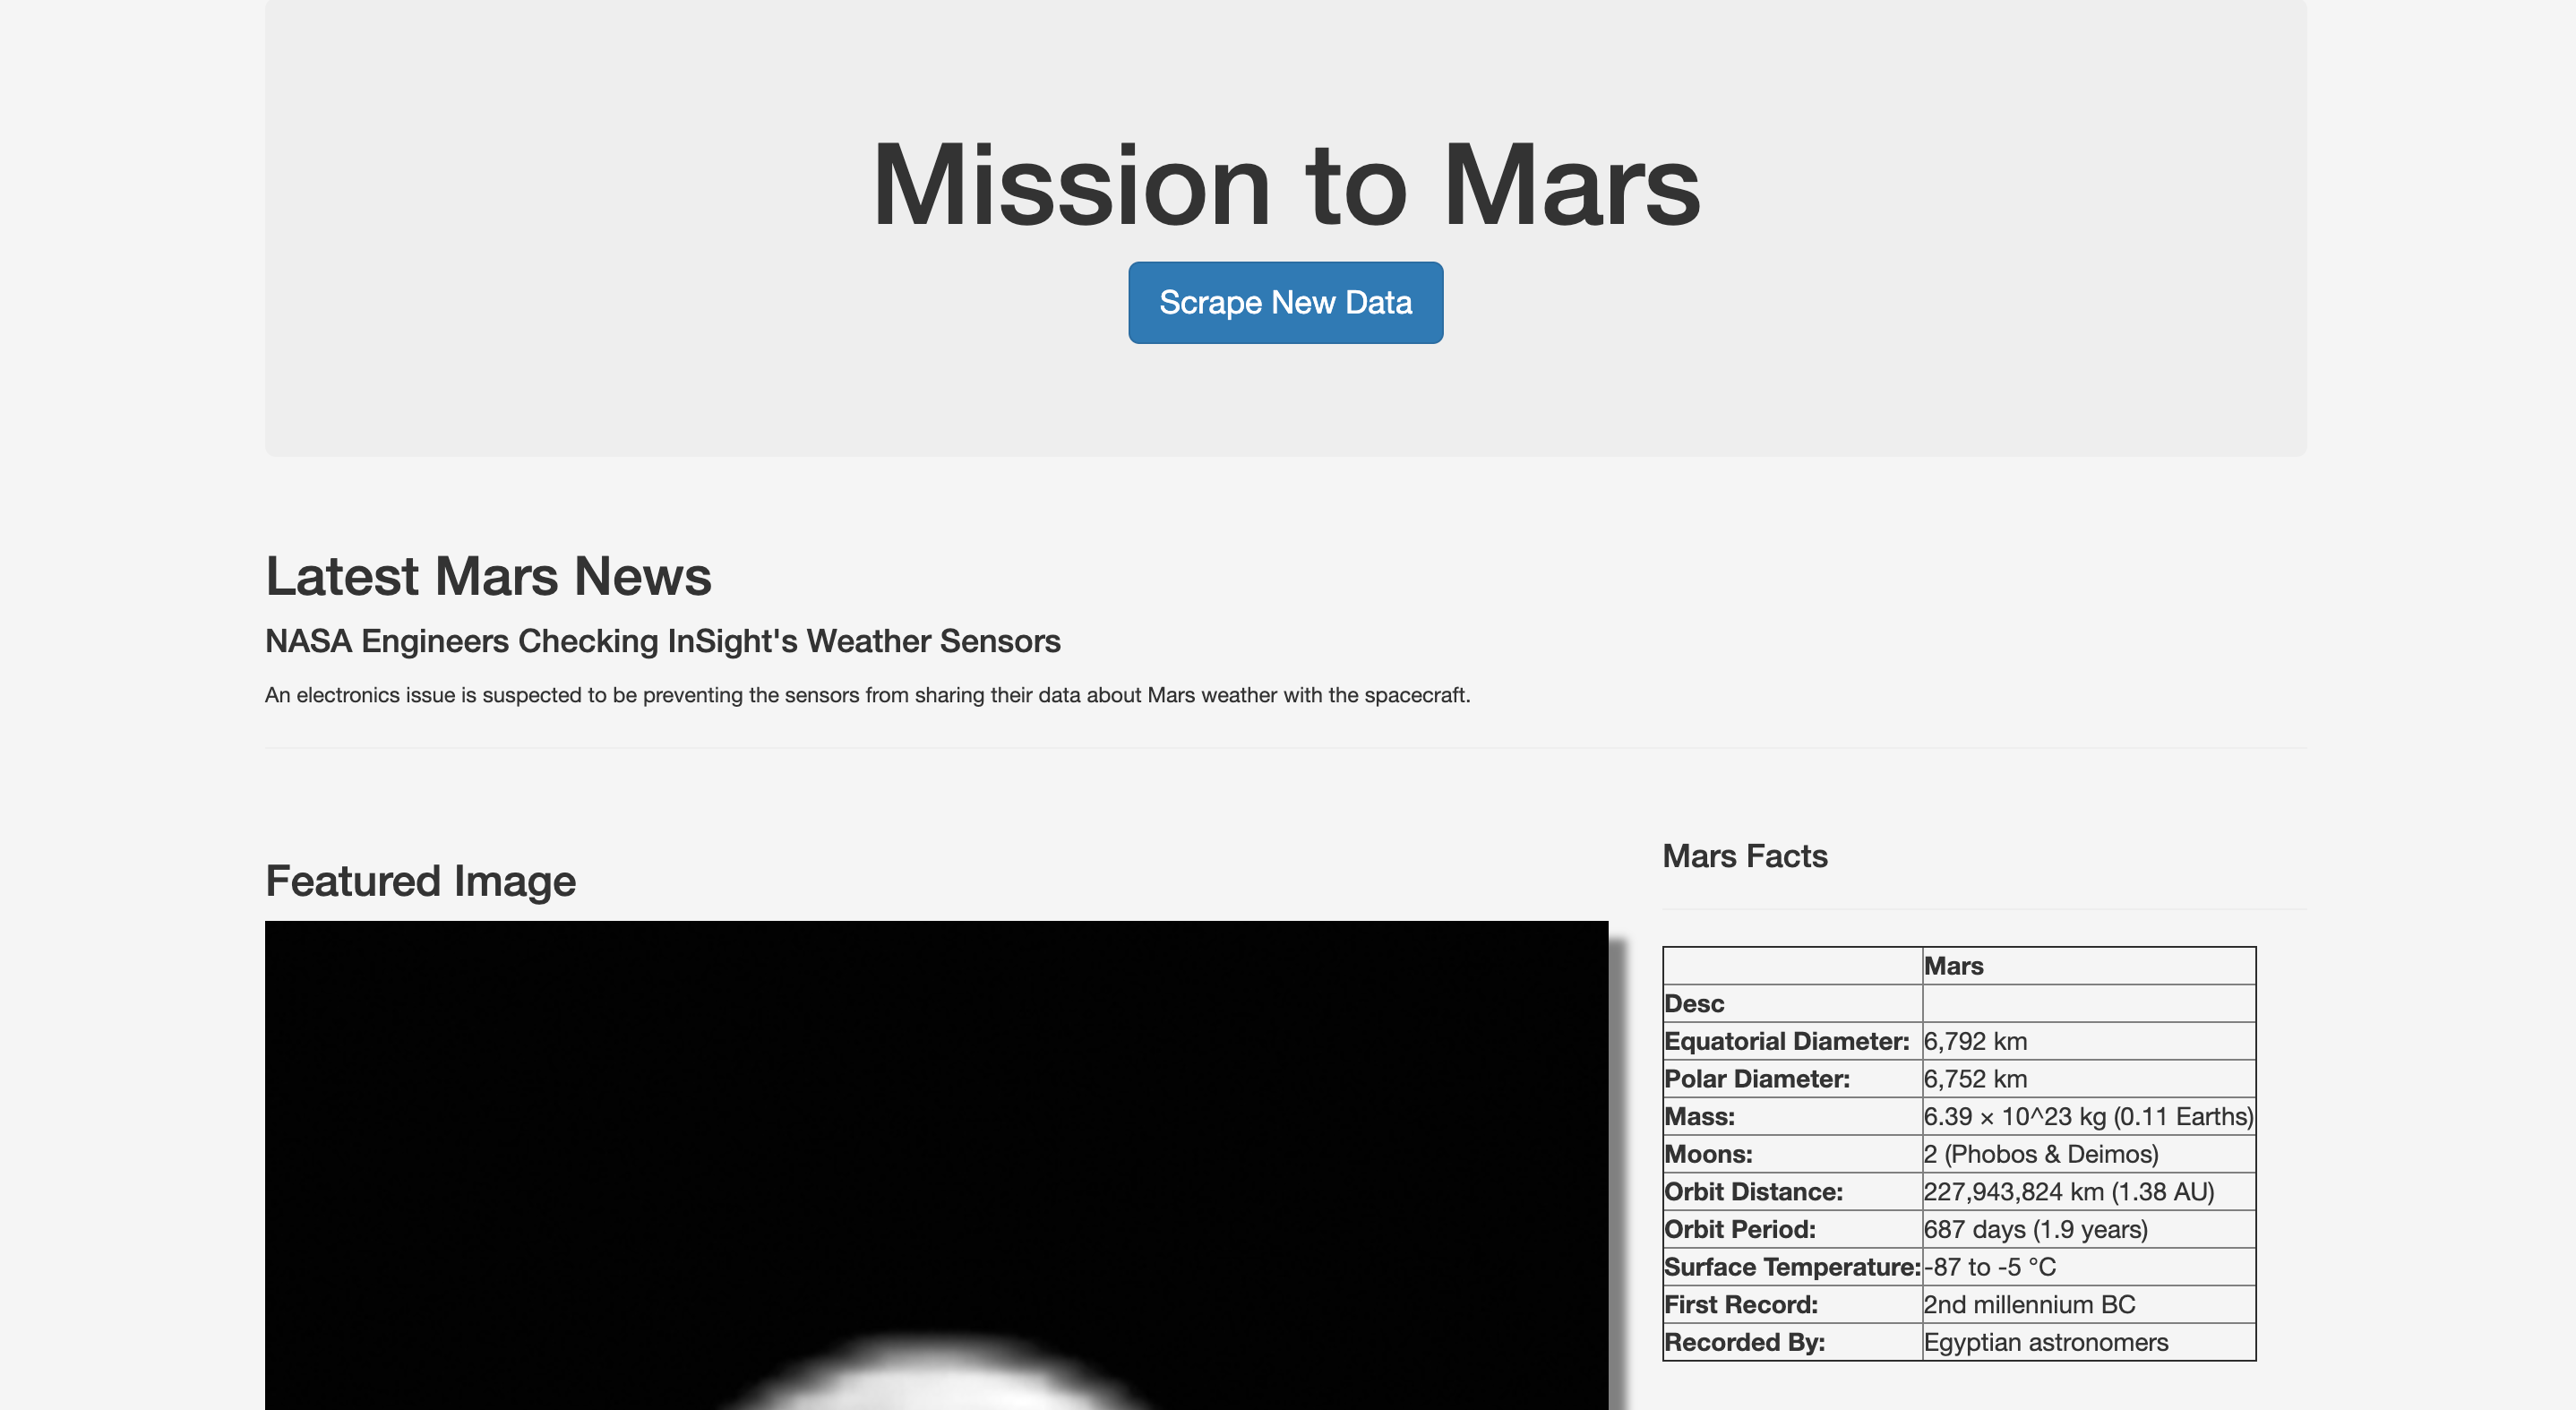 Mission to Mars
Scrape New Data
Latest Mars News
NASA Engineers Checking InSight's Weather Sensors
An electronics issue is suspected to be preventing the sensors from sharing their data about Mars weather with the spacecraft.
Featured Image
Mars Facts
Mars
Desc
Equatorial Diameter: 6,792 km
Polar Diameter: 6,752 km
Mass: 6.39 × 10^23 kg (0.11 Earths)
Moons: 2 (Phobos & Deimos)
Orbit Distance: 227,943,824 km (1.38 AU)
Orbit Period: 687 days (1.9 years)
Surface Temperature: -87 to -5 °C
First Record: 2nd millennium BC
Recorded By: Egyptian astronomers